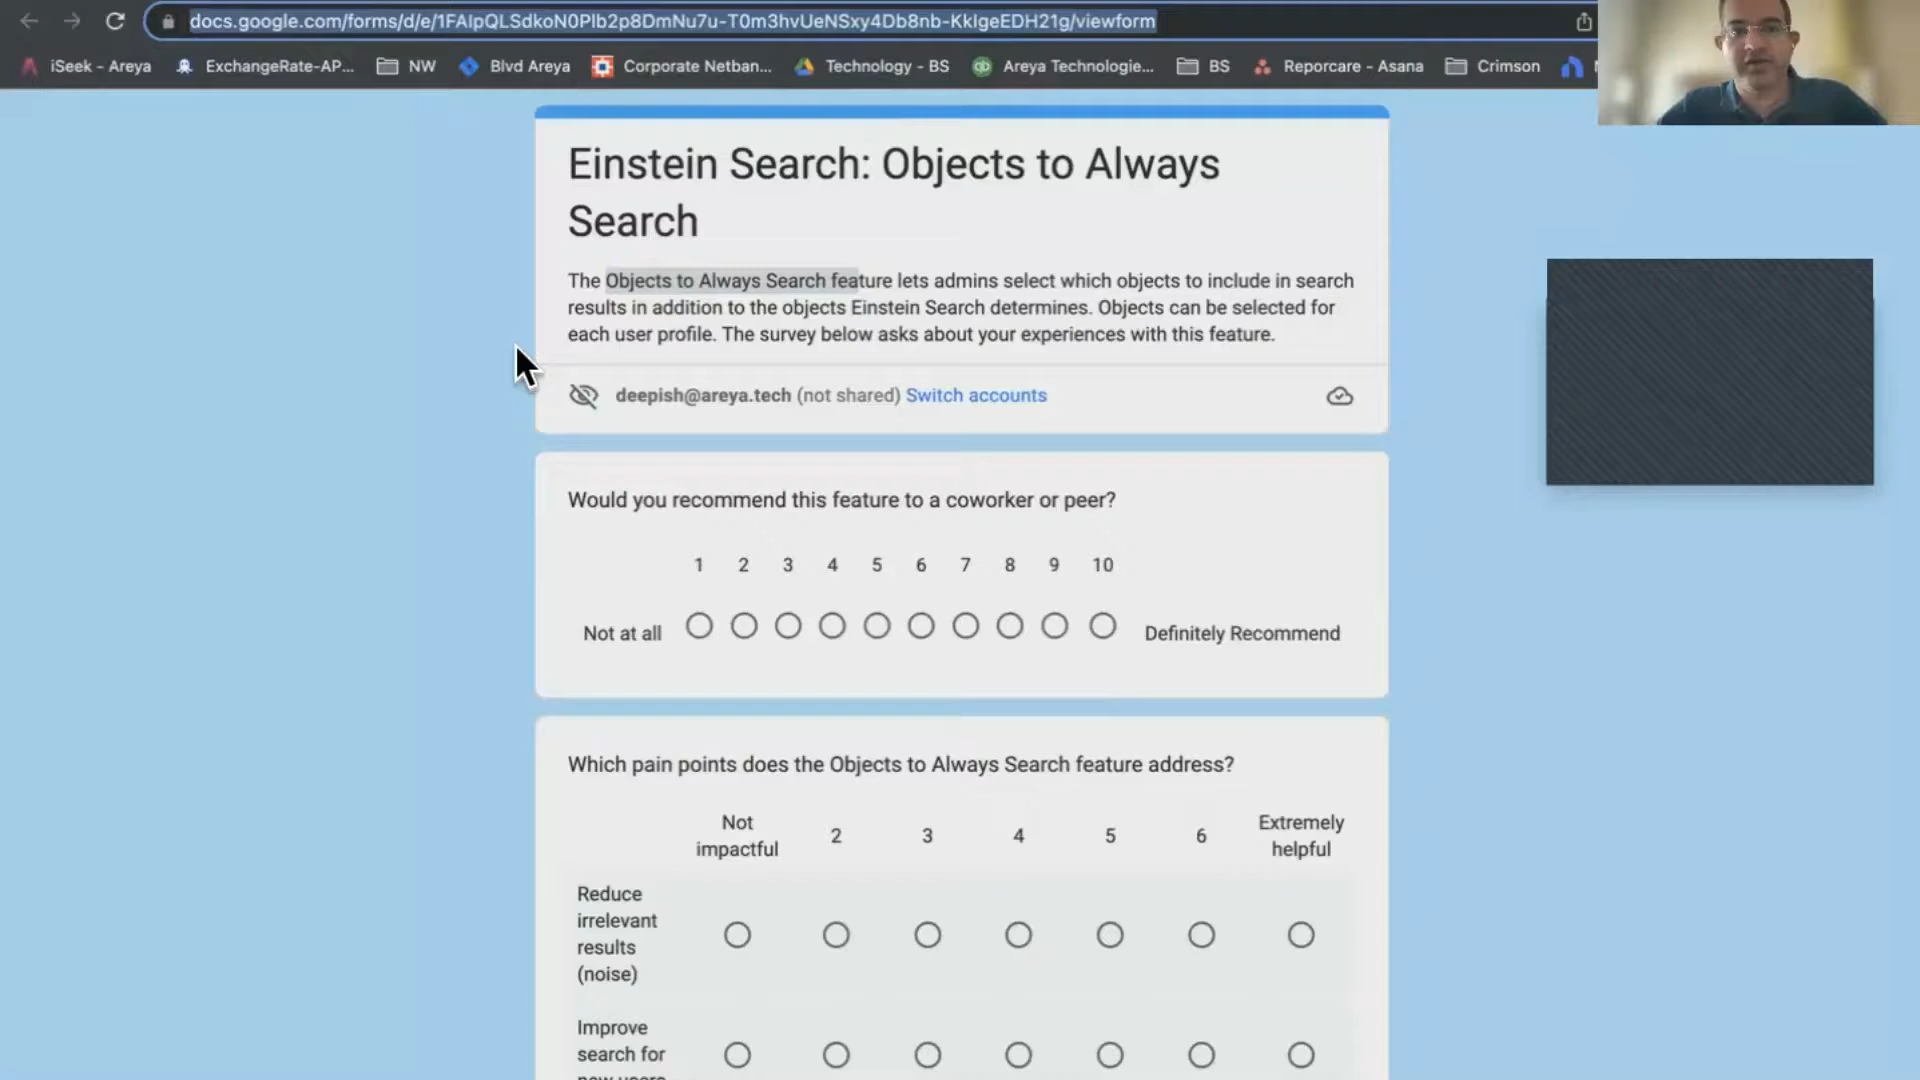 docs.google.com/forms/d/e/1FAIpQLSdkoN0Plb2p8DmNu7u-T0m3hvUeNSxy4Db8nb-KklgeEDH21g/viewform
iSeek - Areya ExchangeRate-AP... NW Blvd Areya Corporate Netban... Technology - BS Areya Technologie... BS Reporcare - Asana Crimson
Einstein Search: Objects to Always
Search
The Objects to Always Search feature lets admins select which objects to include in search
results in addition to the objects Einstein Search determines. Objects can be selected for
each user profile. The survey below asks about your experiences with this feature.
deepish@areya.tech (not shared) Switch accounts
Would you recommend this feature to a coworker or peer?
1 2 3 4 5 6 7 8 9 10
Not at all Definitely Recommend
Which pain points does the Objects to Always Search feature address?
Not
impactful
2 3 4 5 6
Extremely
helpful
Reduce
irrelevant
results
(noise)
Improve
search for
new users